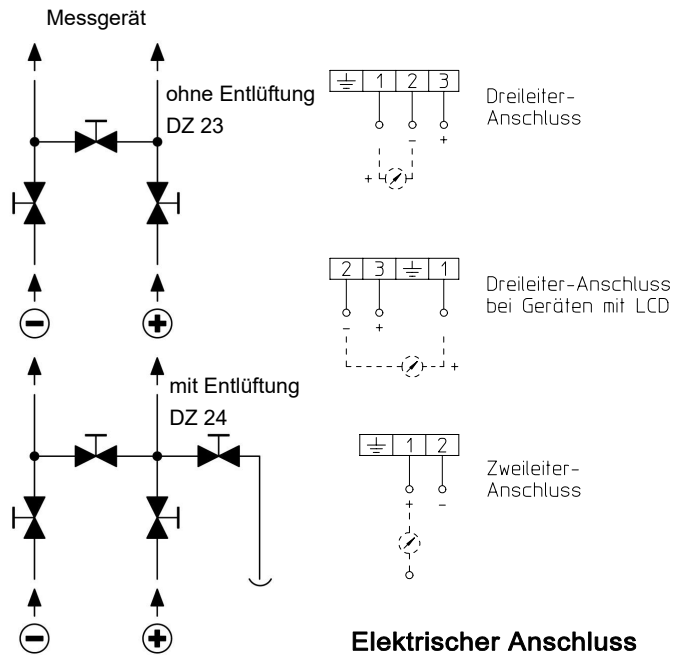 Messgerät
ohne Entlüftung
DZ 23
mit Entlüftung
DZ 24
1 2 3
- +
+
Dreileiter-
Anschluss
2 3 1
- +
+
Dreileiter-Anschluss
bei Geräten mit LCD
1 2
+ -
Zweileiter-
Anschluss
Elektrischer Anschluss